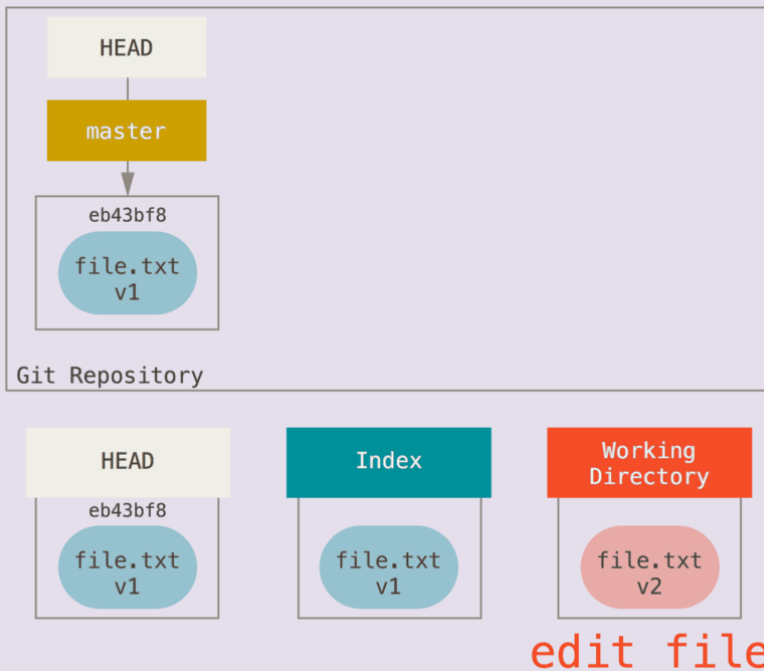 HEAD
master
eb43bf8
file.txt
v1
Git Repository
HEAD
Index
Working
Directory
eb43bf8
file.txt
v1
file.txt
v1
file.txt
v2
edit file